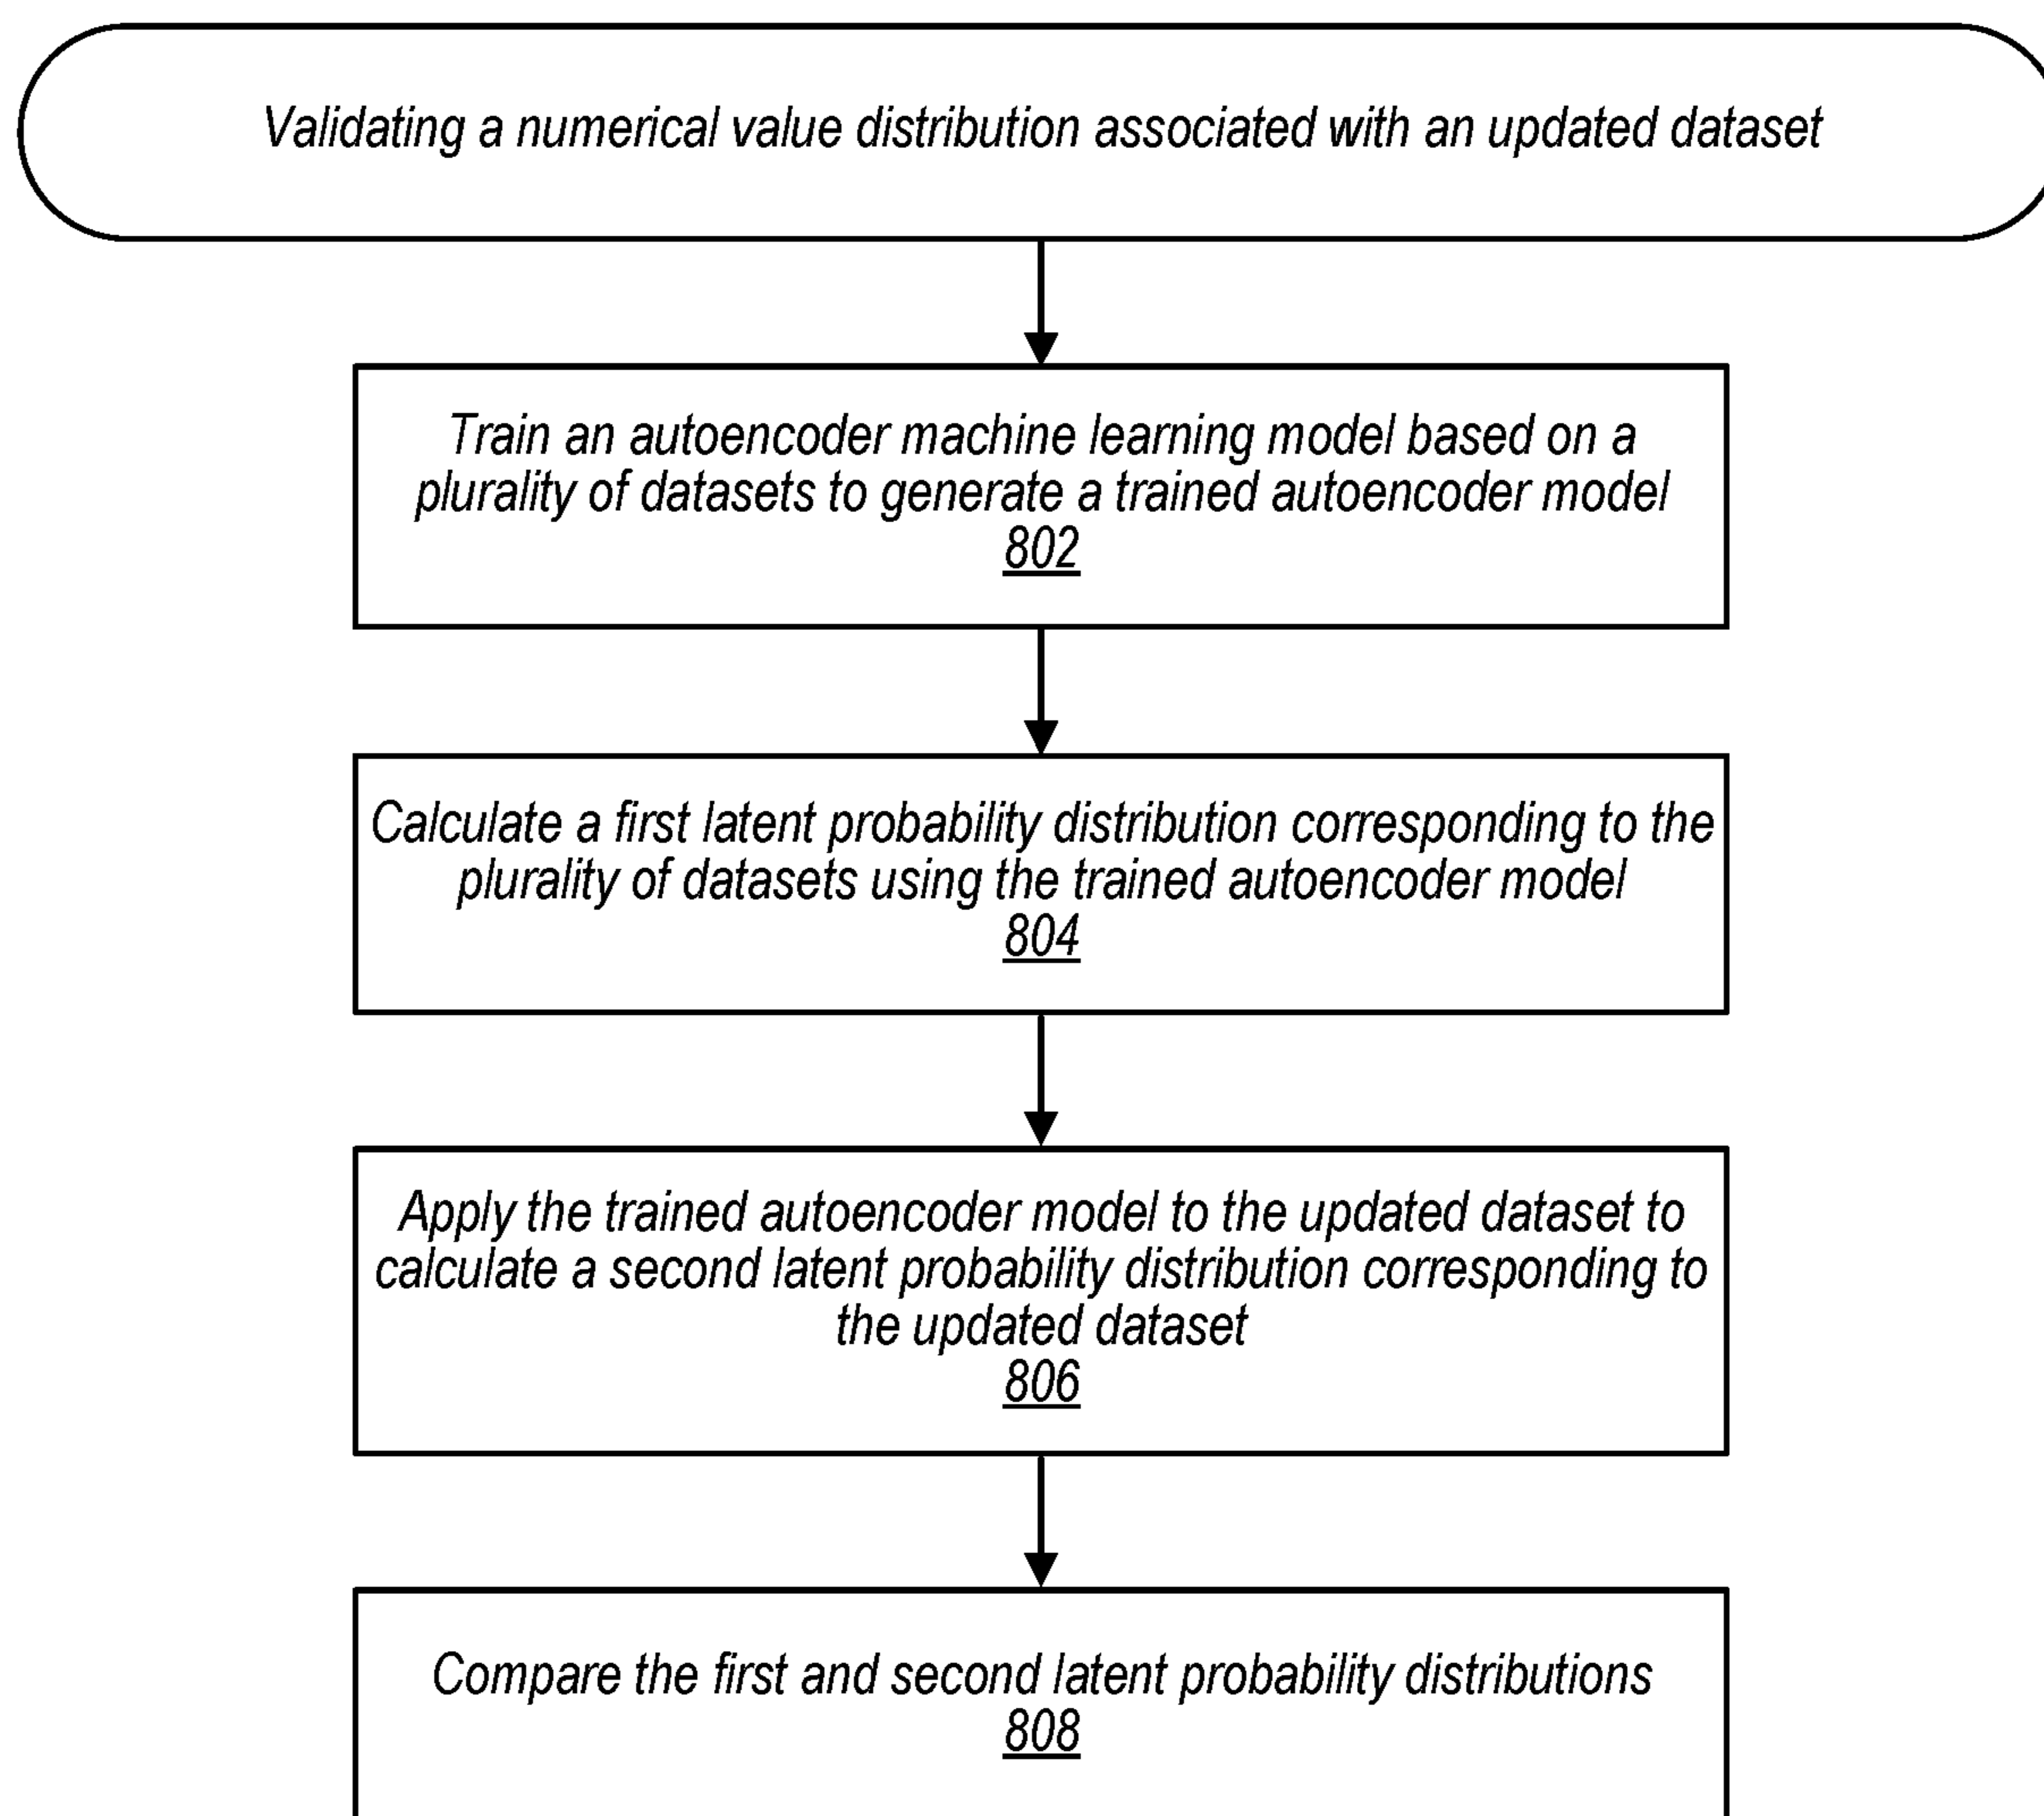 Validating a numerical value distribution associated with an updated dataset
Train an autoencoder machine learning model based on a
plurality of datasets to generate a trained autoencoder model
802
Calculate a first latent probability distribution corresponding to the
plurality of datasets using the trained autoencoder model
804
Apply the trained autoencoder model to the updated dataset to
calculate a second latent probability distribution corresponding to
the updated dataset
806
Compare the first and second latent probability distributions
808